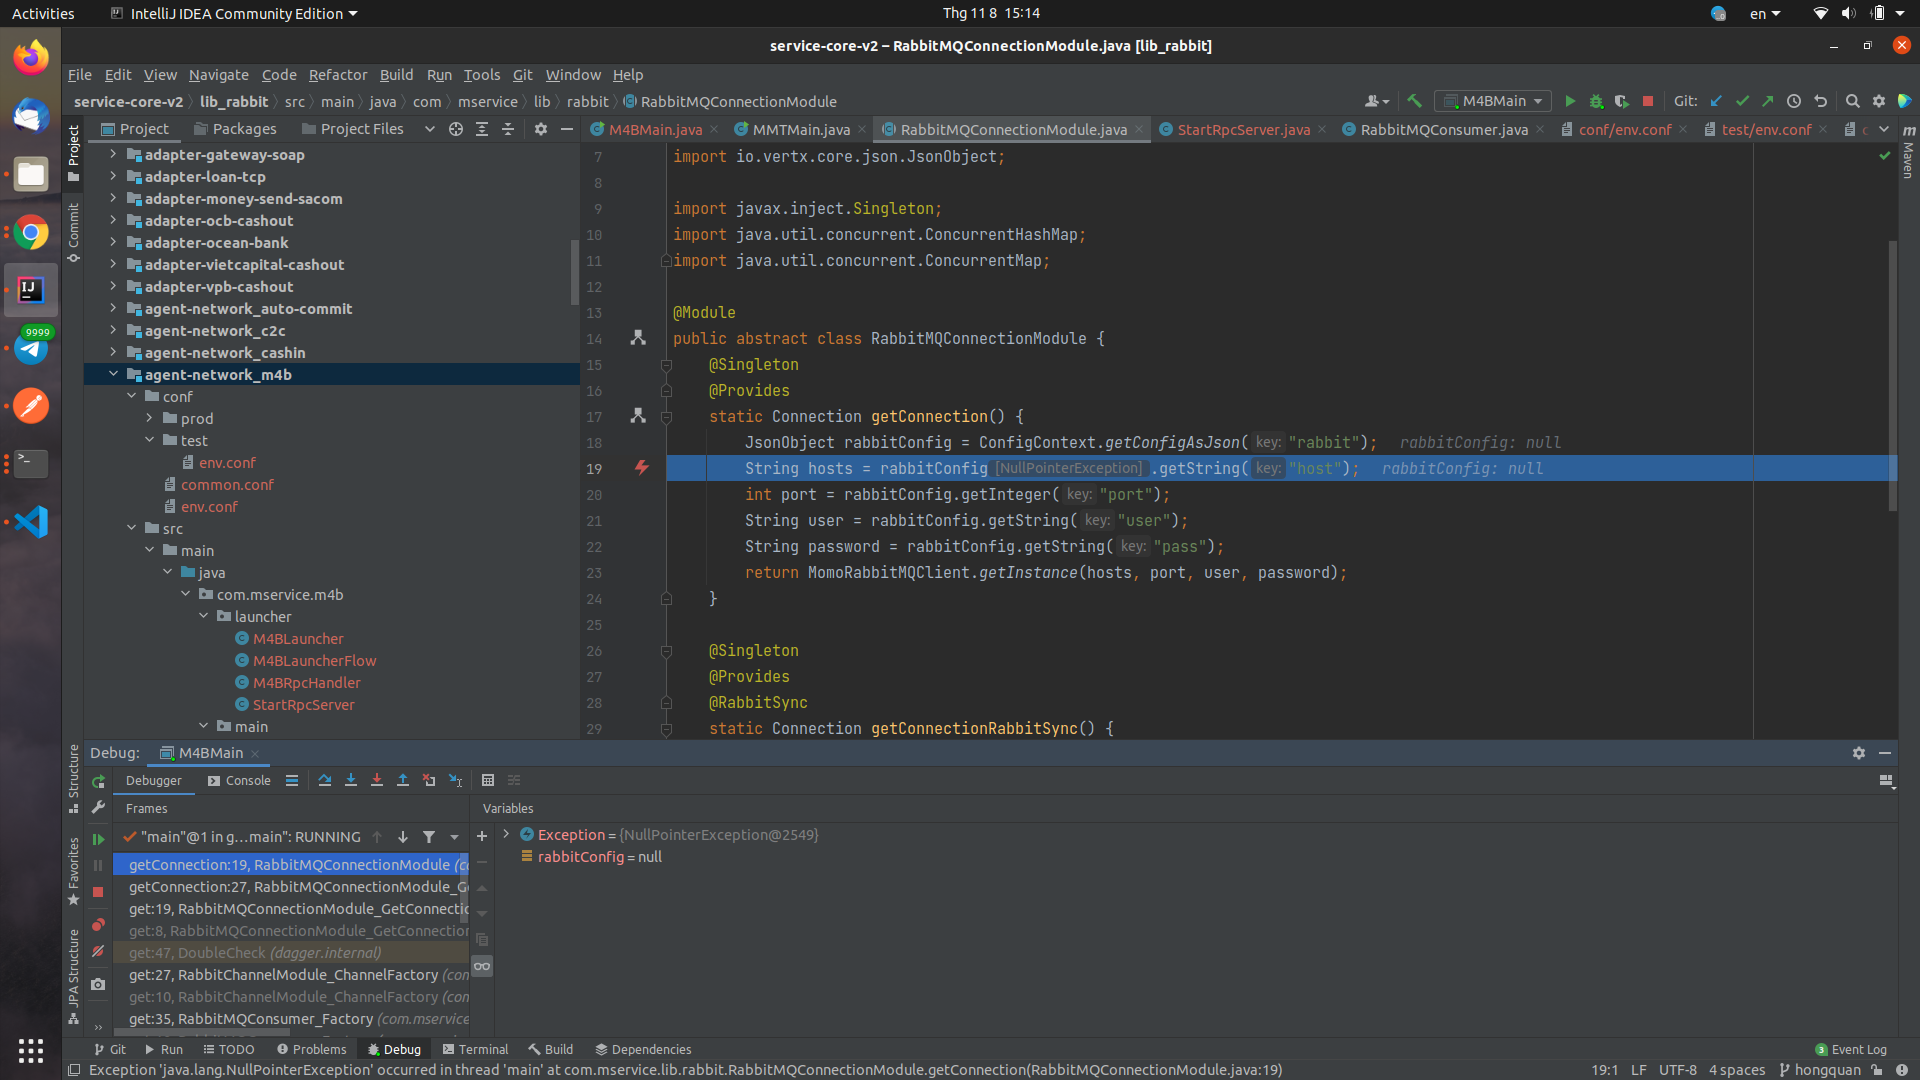 Activities
IntelliJ IDEA Community Edition
Thg 11 8 15:14
en
service-core-v2 – RabbitMQConnectionModule.java [lib_rabbit]
File Edit View Navigate Code Refactor Build Run Tools Git Window Help
service-core-v2 lib_rabbit src main java com mservice lib rabbit RabbitMQConnectionModule
M4BMain
Git:
Project Packages Project Files
M4BMain.java MMTMain.java RabbitMQConnectionModule.java StartRpcServer.java RabbitMQConsumer.java conf/env.conf test/env.conf c
Project
Commit
Structure
Favorites
JPA Structure
m
Maven
9999
adapter-gateway-soap
adapter-loan-tcp
adapter-money-send-sacom
adapter-ocb-cashout
adapter-ocean-bank
adapter-vietcapital-cashout
adapter-vpb-cashout
agent-network_auto-commit
agent-network_c2c
agent-network_cashin
agent-network_m4b
conf
prod
test
env.conf
common.conf
env.conf
src
main
java
com.mservice.m4b
launcher
M4BLauncher
M4BLauncherFlow
M4BRpcHandler
StartRpcServer
main
7 import io.vertx.core.json.JsonObject;
8
9 import javax.inject.Singleton;
10 import java.util.concurrent.ConcurrentHashMap;
11 import java.util.concurrent.ConcurrentMap;
12
13 @Module
14 public abstract class RabbitMQConnectionModule {
15 @Singleton
16 @Provides
17 static Connection getConnection() {
18 JsonObject rabbitConfig = ConfigContext.getConfigAsJson( key: "rabbit"); rabbitConfig: null
19 String hosts = rabbitConfig [NullPointerException] .getString( key: "host"); rabbitConfig: null
20 int port = rabbitConfig.getInteger( key: "port");
21 String user = rabbitConfig.getString( key: "user");
22 String password = rabbitConfig.getString( key: "pass");
23 return MomoRabbitMQClient.getInstance(hosts, port, user, password);
24 }
25
26 @Singleton
27 @Provides
28 @RabbitSync
29 static Connection getConnectionRabbitSync() {
Debug: M4BMain
Debugger Console
Frames
Variables
"main"@1 in g...main": RUNNING
getConnection:19, RabbitMQConnectionModule (co
getConnection:27, RabbitMQConnectionModule_Ge
get:19, RabbitMQConnectionModule_GetConnectio
get:8, RabbitMQConnectionModule_GetConnection
get:47, DoubleCheck (dagger.internal)
get:27, RabbitChannelModule_ChannelFactory (com
get:10, RabbitChannelModule_ChannelFactory (com
get:35, RabbitMQConsumer_Factory (com.mservice
Exception = {NullPointerException@2549}
rabbitConfig = null
Git Run TODO Problems Debug Terminal Build Dependencies
3 Event Log
Exception 'java.lang.NullPointerException' occurred in thread 'main' at com.mservice.lib.rabbit.RabbitMQConnectionModule.getConnection(RabbitMQConnectionModule.java:19)
19:1 LF UTF-8 4 spaces hongquan